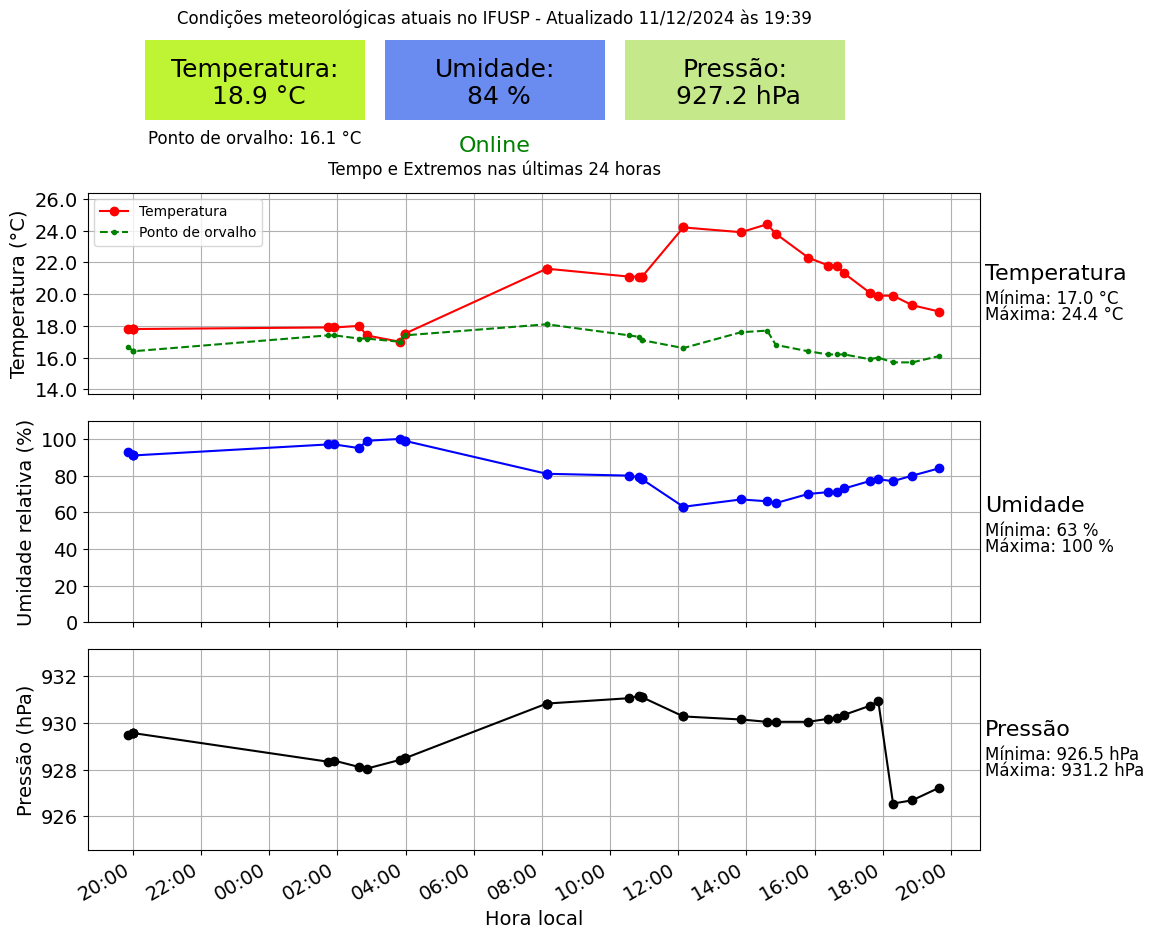 Condições meteorológicas atuais no IFUSP - Atualizado 11/12/2024 às 19:39
Temperatura:
18.9 °C
Umidade:
84 %
Pressão:
927.2 hPa
Ponto de orvalho: 16.1 °C
Online
Tempo e Extremos nas últimas 24 horas
Temperatura (°C)
26.0
24.0
22.0
20.0
18.0
16.0
14.0
Temperatura
Ponto de orvalho
Temperatura
Mínima: 17.0 °C
Máxima: 24.4 °C
Umidade relativa (%)
100
80
60
40
20
0
Umidade
Mínima: 63 %
Máxima: 100 %
Pressão (hPa)
932
930
928
926
Pressão
Mínima: 926.5 hPa
Máxima: 931.2 hPa
20:00
22:00
00:00
02:00
04:00
06:00
08:00
10:00
12:00
14:00
16:00
18:00
20:00
Hora local